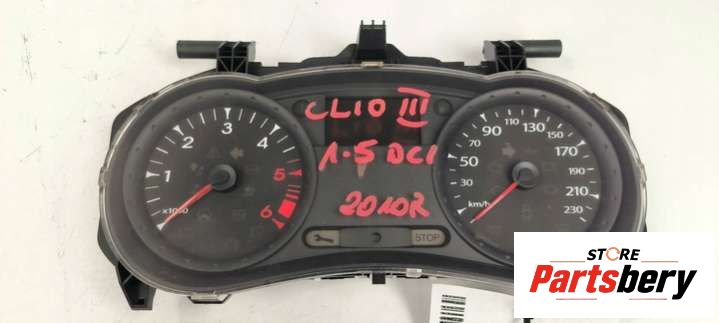 CLIO III
1.5 DCI
2010R
1 2 3 4 5 6
x1000
30 50 70 90 110 130 150 170 190 210 230
km/h
STOP
STORE
Partsbery